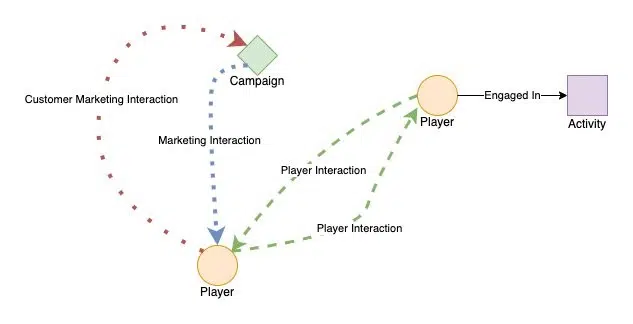 Campaign
Customer Marketing Interaction
Engaged In
Player
Activity
Marketing Interaction
Player Interaction
Player Interaction
Player